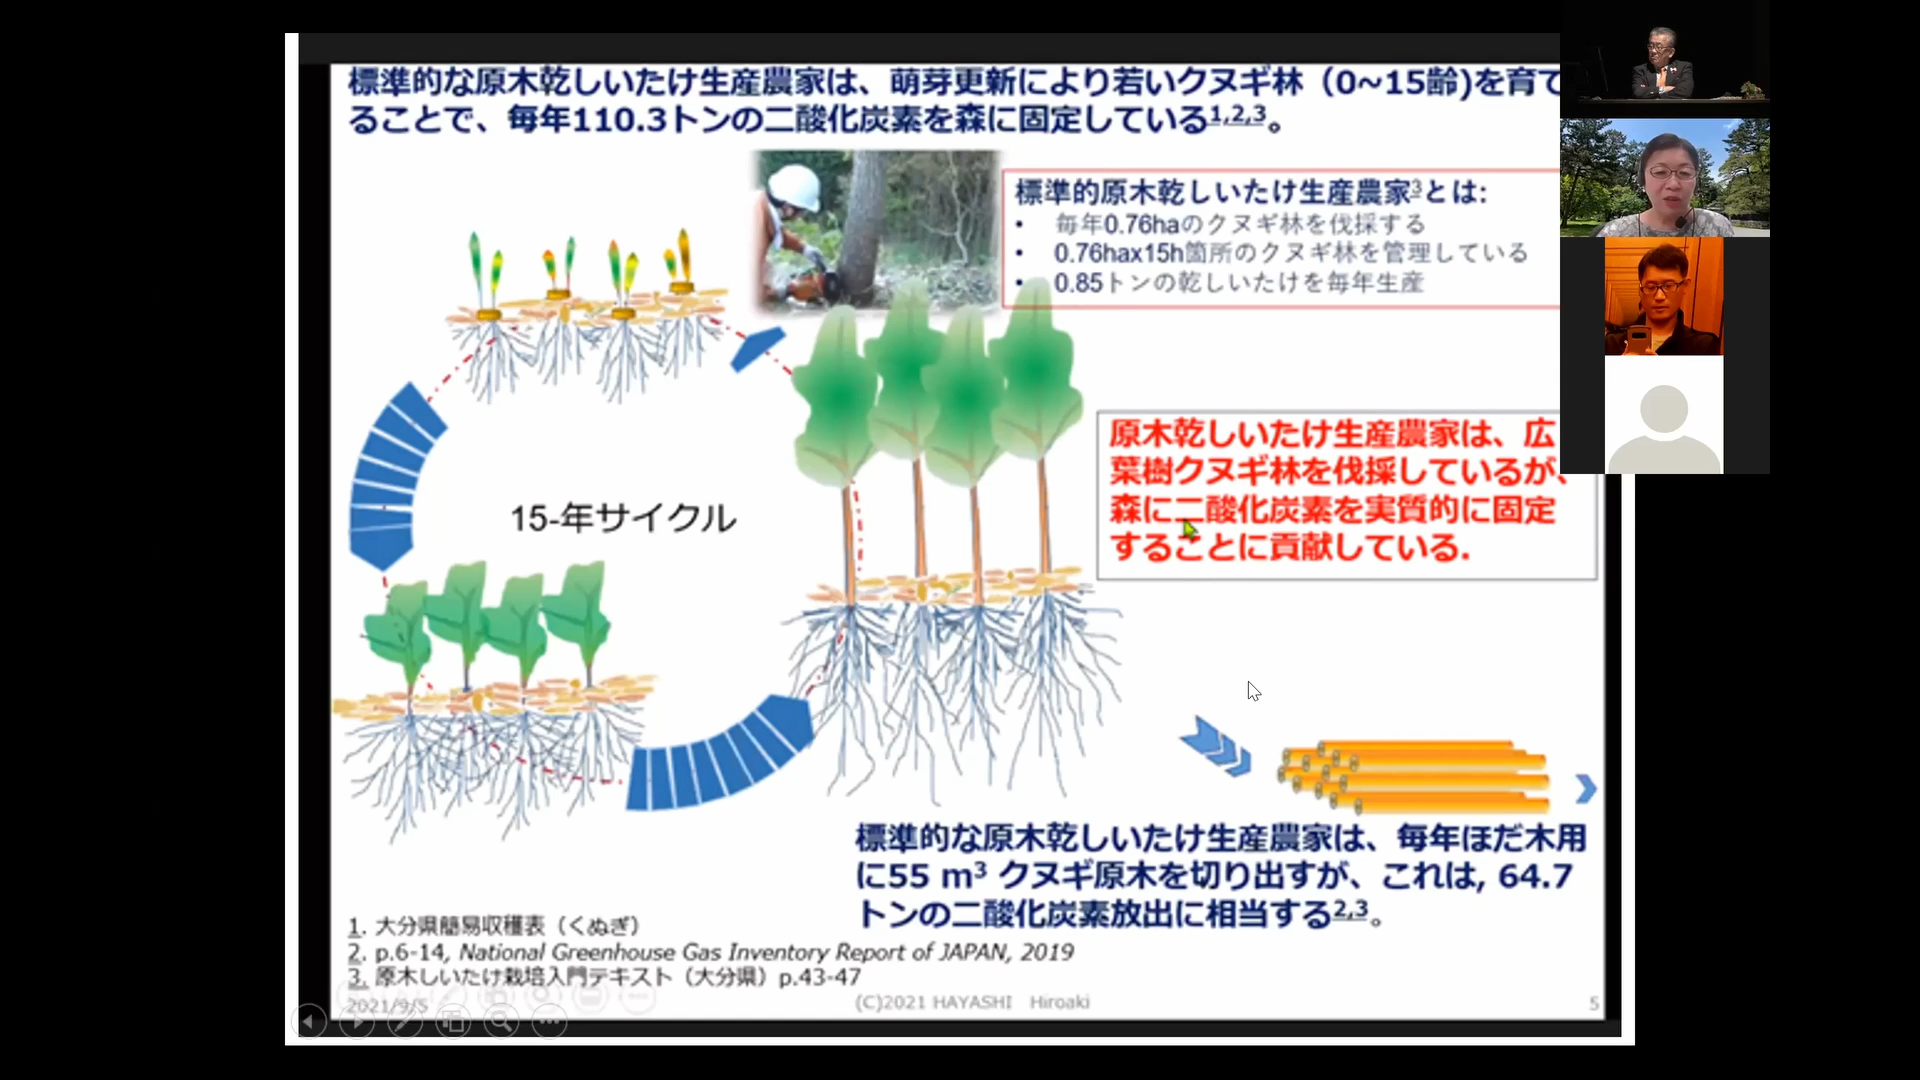 標準的な原木乾しいたけ生産農家は、萌芽更新により若いクヌギ林（0~15齢)を育て
ることで、毎年110.3トンの二酸化炭素を森に固定している1,2,3。
標準的原木乾しいたけ生産農家3とは:
• 毎年0.76haのクヌギ林を伐採する
• 0.76hax15h箇所のクヌギ林を管理している
• 0.85トンの乾しいたけを毎年生産
15-年サイクル
原木乾しいたけ生産農家は、広
葉樹クヌギ林を伐採しているが、
森に二酸化炭素を実質的に固定
することに貢献している.
標準的な原木乾しいたけ生産農家は、毎年ほだ木用
に55 m³ クヌギ原木を切り出すが、これは, 64.7
トンの二酸化炭素放出に相当する2,3。
1. 大分県簡易収穫表（くぬぎ）
2. p.6-14, National Greenhouse Gas Inventory Report of JAPAN, 2019
3. 原木しいたけ栽培入門テキスト（大分県）p.43-47
2021/9/5
(C)2021 HAYASHI Hiroaki
5